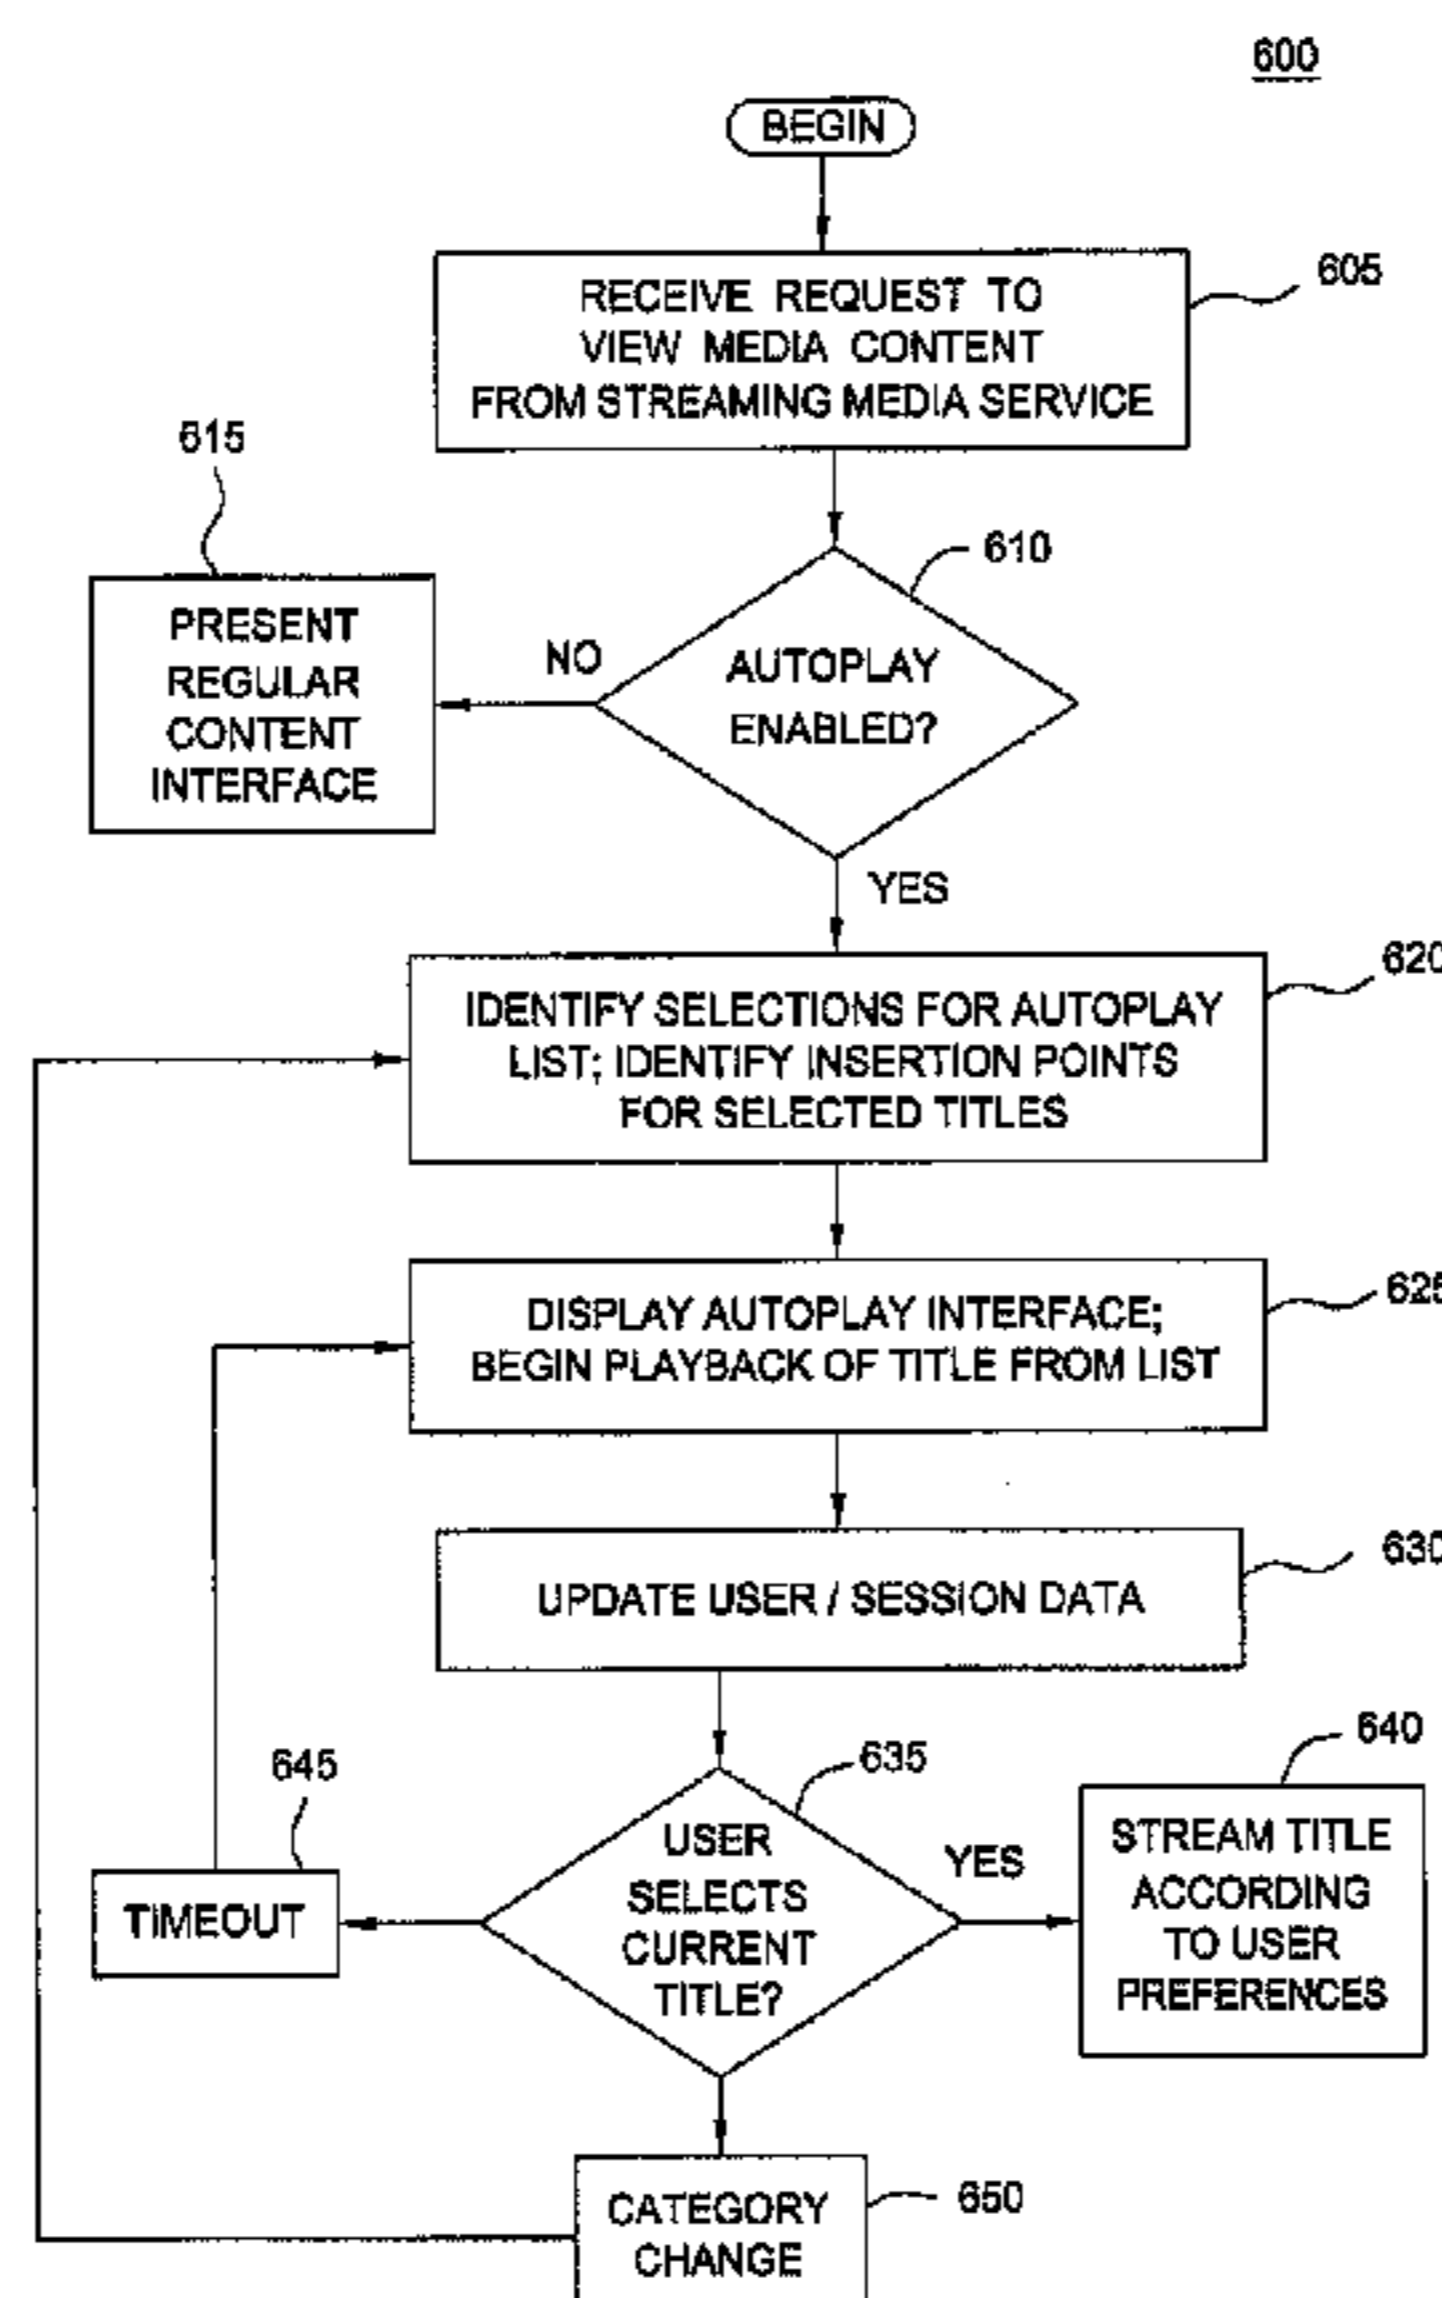 600
BEGIN
RECEIVE REQUEST TO
VIEW MEDIA CONTENT
FROM STREAMING MEDIA SERVICE
605
615
610
PRESENT
REGULAR
CONTENT
INTERFACE
NO
AUTOPLAY
ENABLED?
YES
620
IDENTIFY SELECTIONS FOR AUTOPLAY
LIST; IDENTIFY INSERTION POINTS
FOR SELECTED TITLES
625
DISPLAY AUTOPLAY INTERFACE;
BEGIN PLAYBACK OF TITLE FROM LIST
630
UPDATE USER / SESSION DATA
645
635
640
TIMEOUT
USER
SELECTS
CURRENT
TITLE?
YES
STREAM TITLE
ACCORDING
TO USER
PREFERENCES
CATEGORY
CHANGE
650